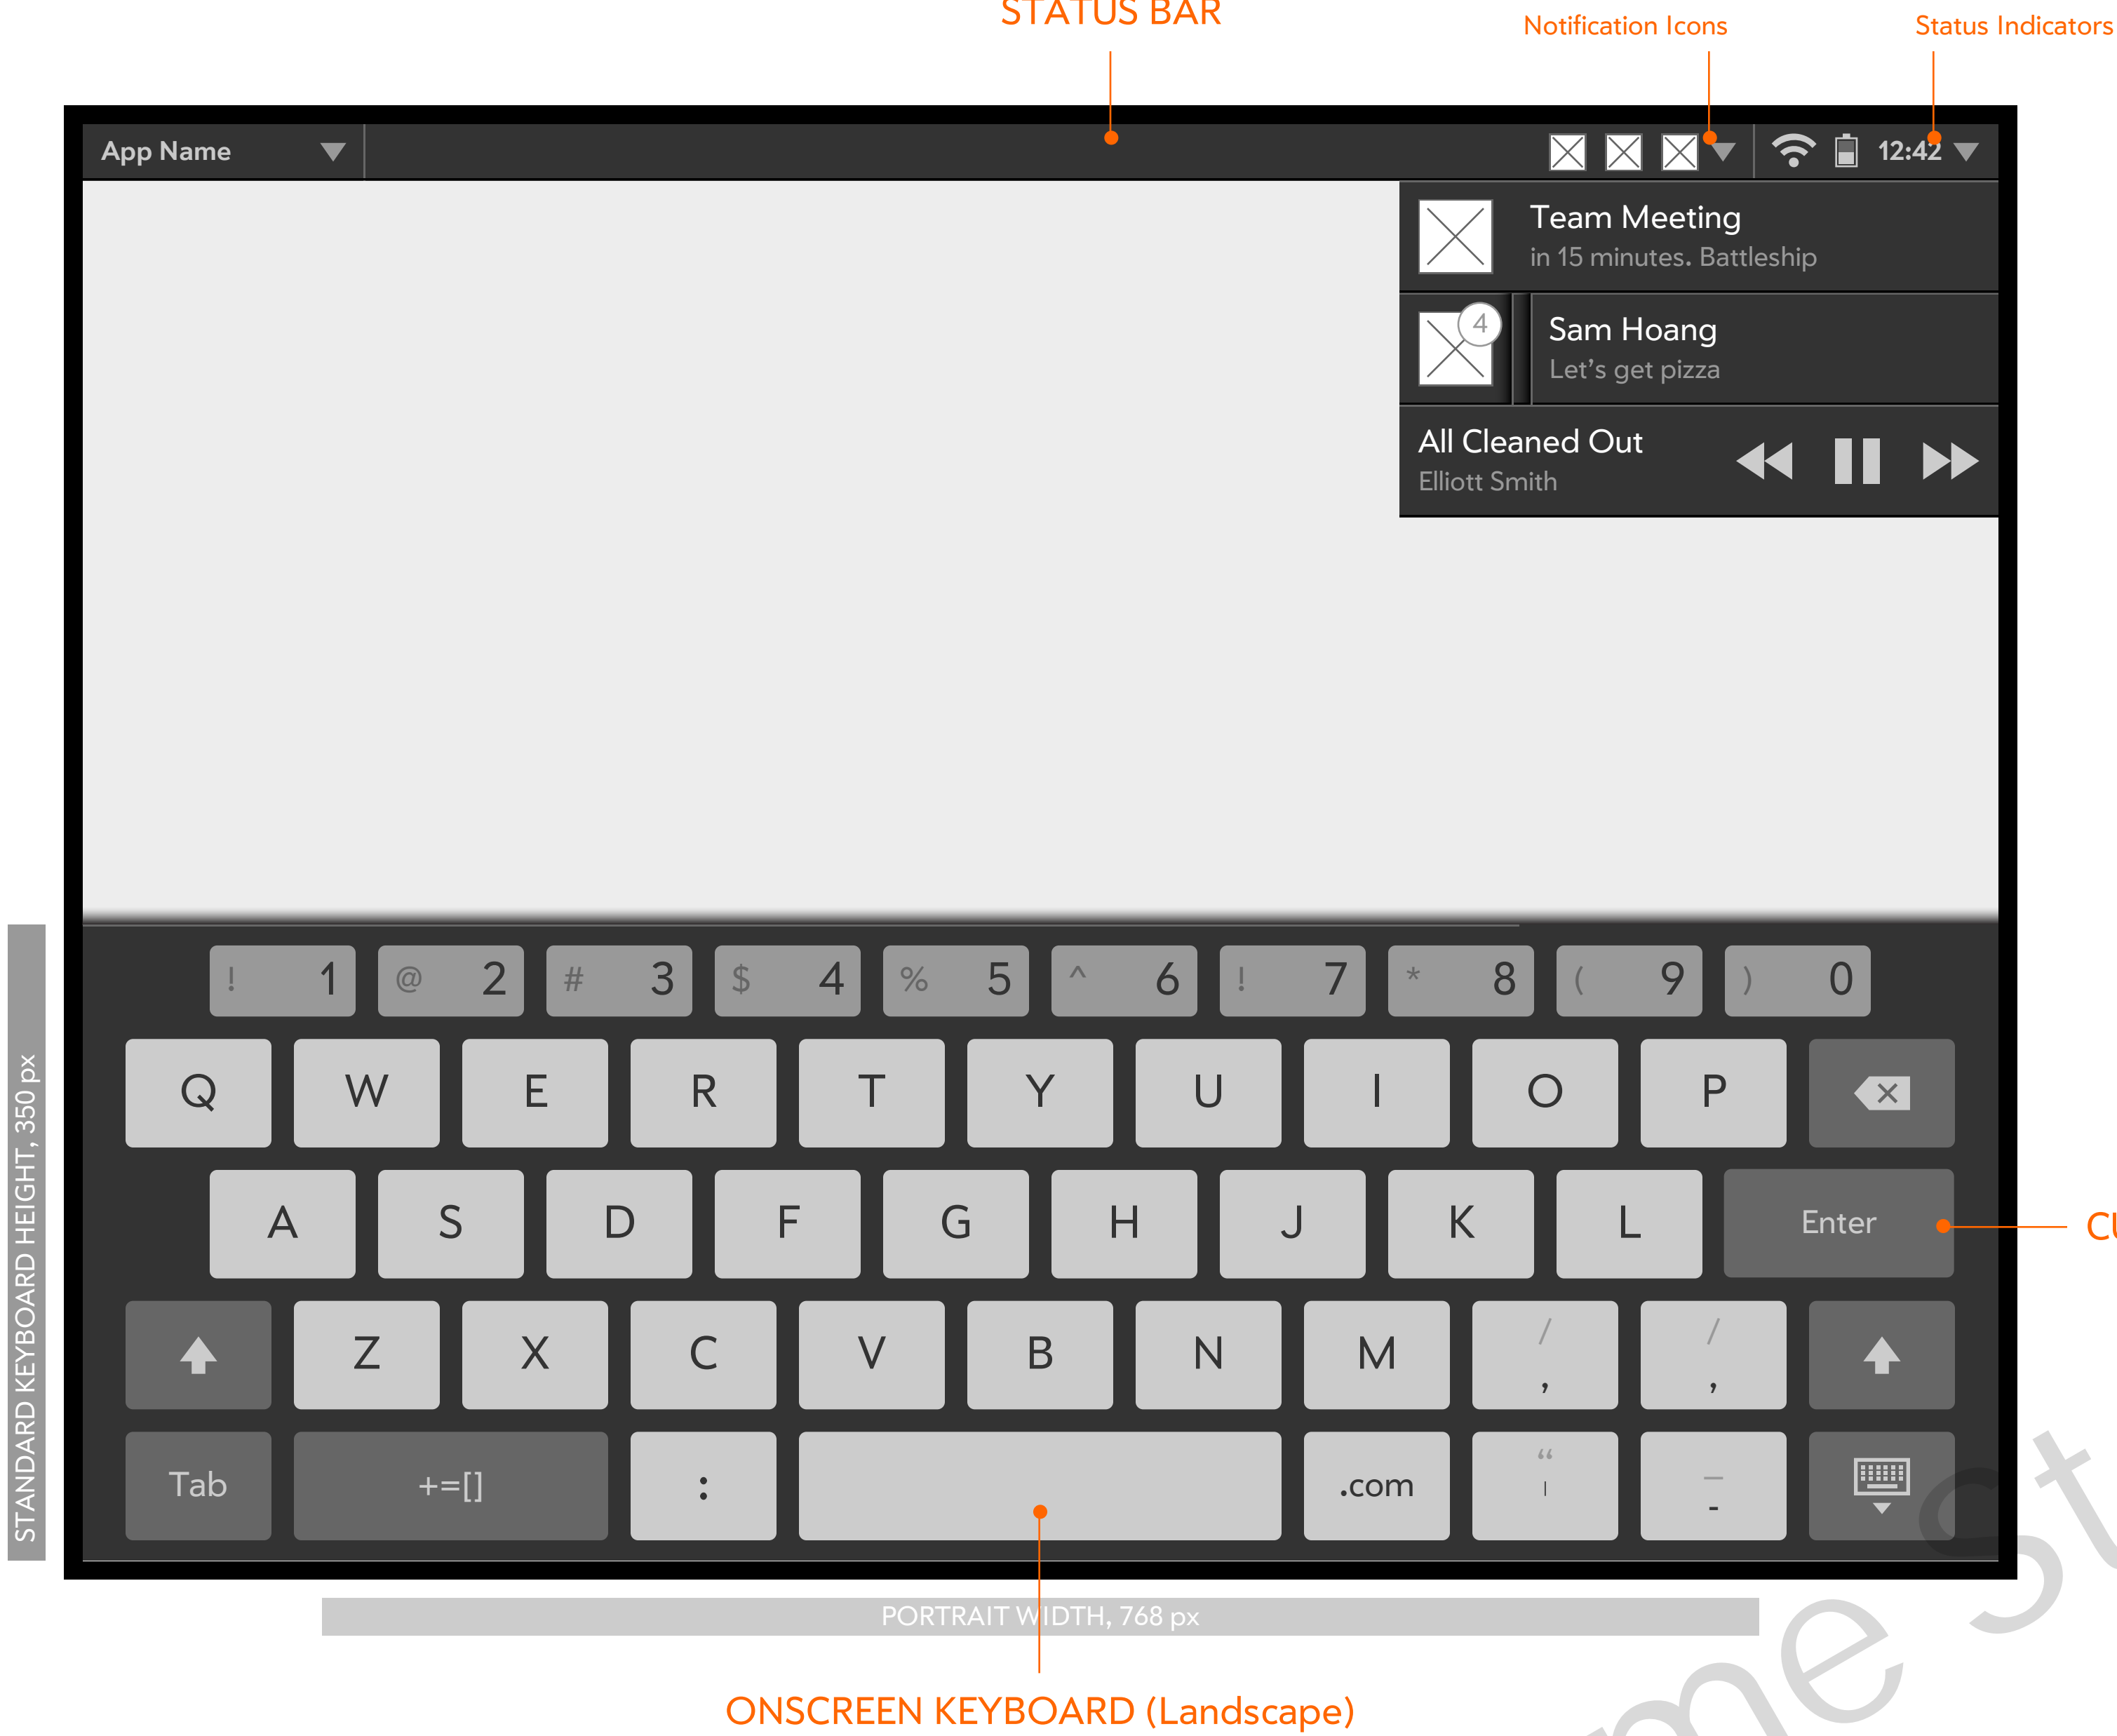 STATUS BAR
Notification Icons
Status Indicators
App Name
12:42
Team Meeting
in 15 minutes. Battleship
4
Sam Hoang
Let's get pizza
All Cleaned Out
Elliott Smith
! 1 @ 2 # 3 $ 4 % 5 ^ 6 ! 7 * 8 ( 9 ) 0
Q W E R T Y U I O P
A S D F G H J K L Enter
Z X C V B N M / , / ,
Tab +=[] : .com “ ' _ -
STANDARD KEYBOARD HEIGHT, 350 px
PORTRAIT WIDTH, 768 px
ONSCREEN KEYBOARD (Landscape)